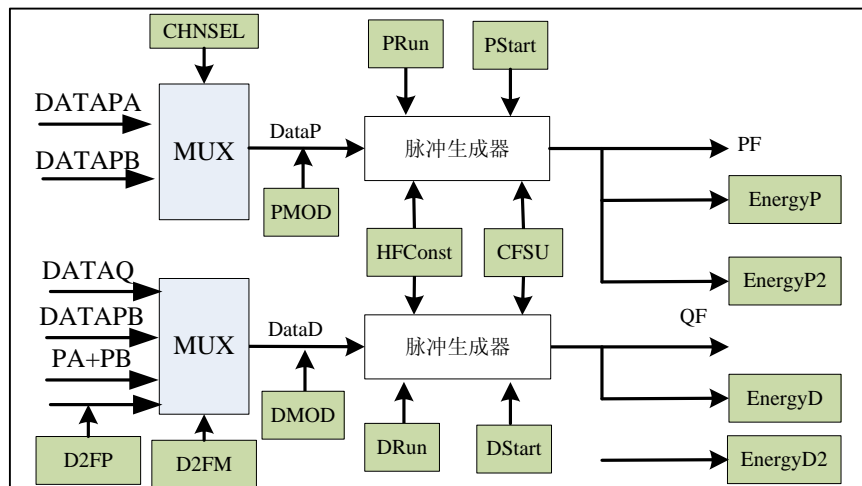 CHNSEL
PRun
PStart
DATAPA
DATAPB
MUX
DataP
PMOD
脉冲生成器
PF
EnergyP
EnergyP2
HFConst
CFSU
DATAQ
DATAPB
PA+PB
MUX
DataD
DMOD
脉冲生成器
QF
EnergyD
EnergyD2
D2FP
D2FM
DRun
DStart